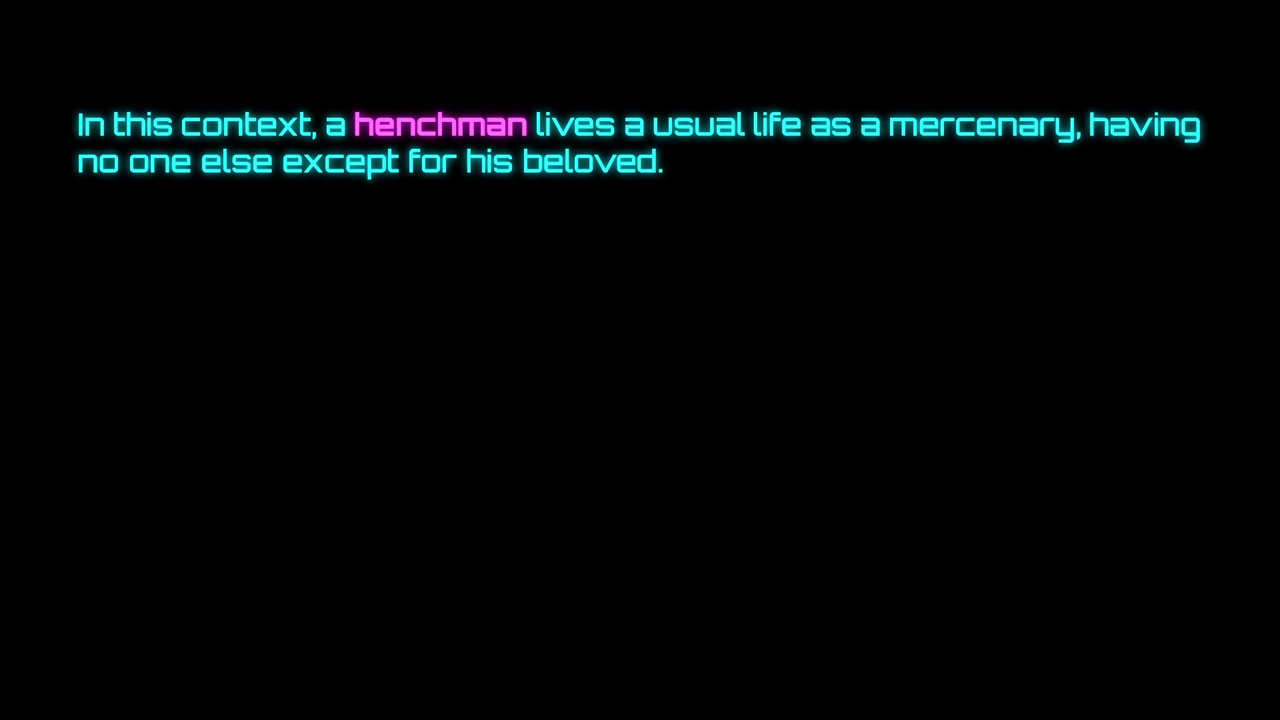 In this context, a henchman lives a usual life as a mercenary, having
no one else except for his beloved.